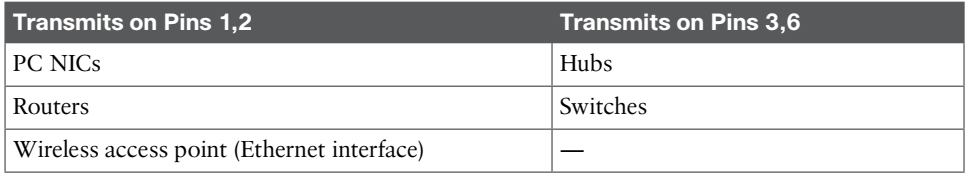 Transmits on Pins 1,2 Transmits on Pins 3,6
PC NICs Hubs
Routers Switches
Wireless access point (Ethernet interface) —